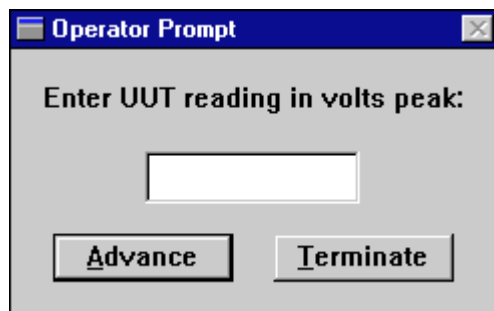 Operator Prompt
Enter UUT reading in volts peak:
Advance
Terminate